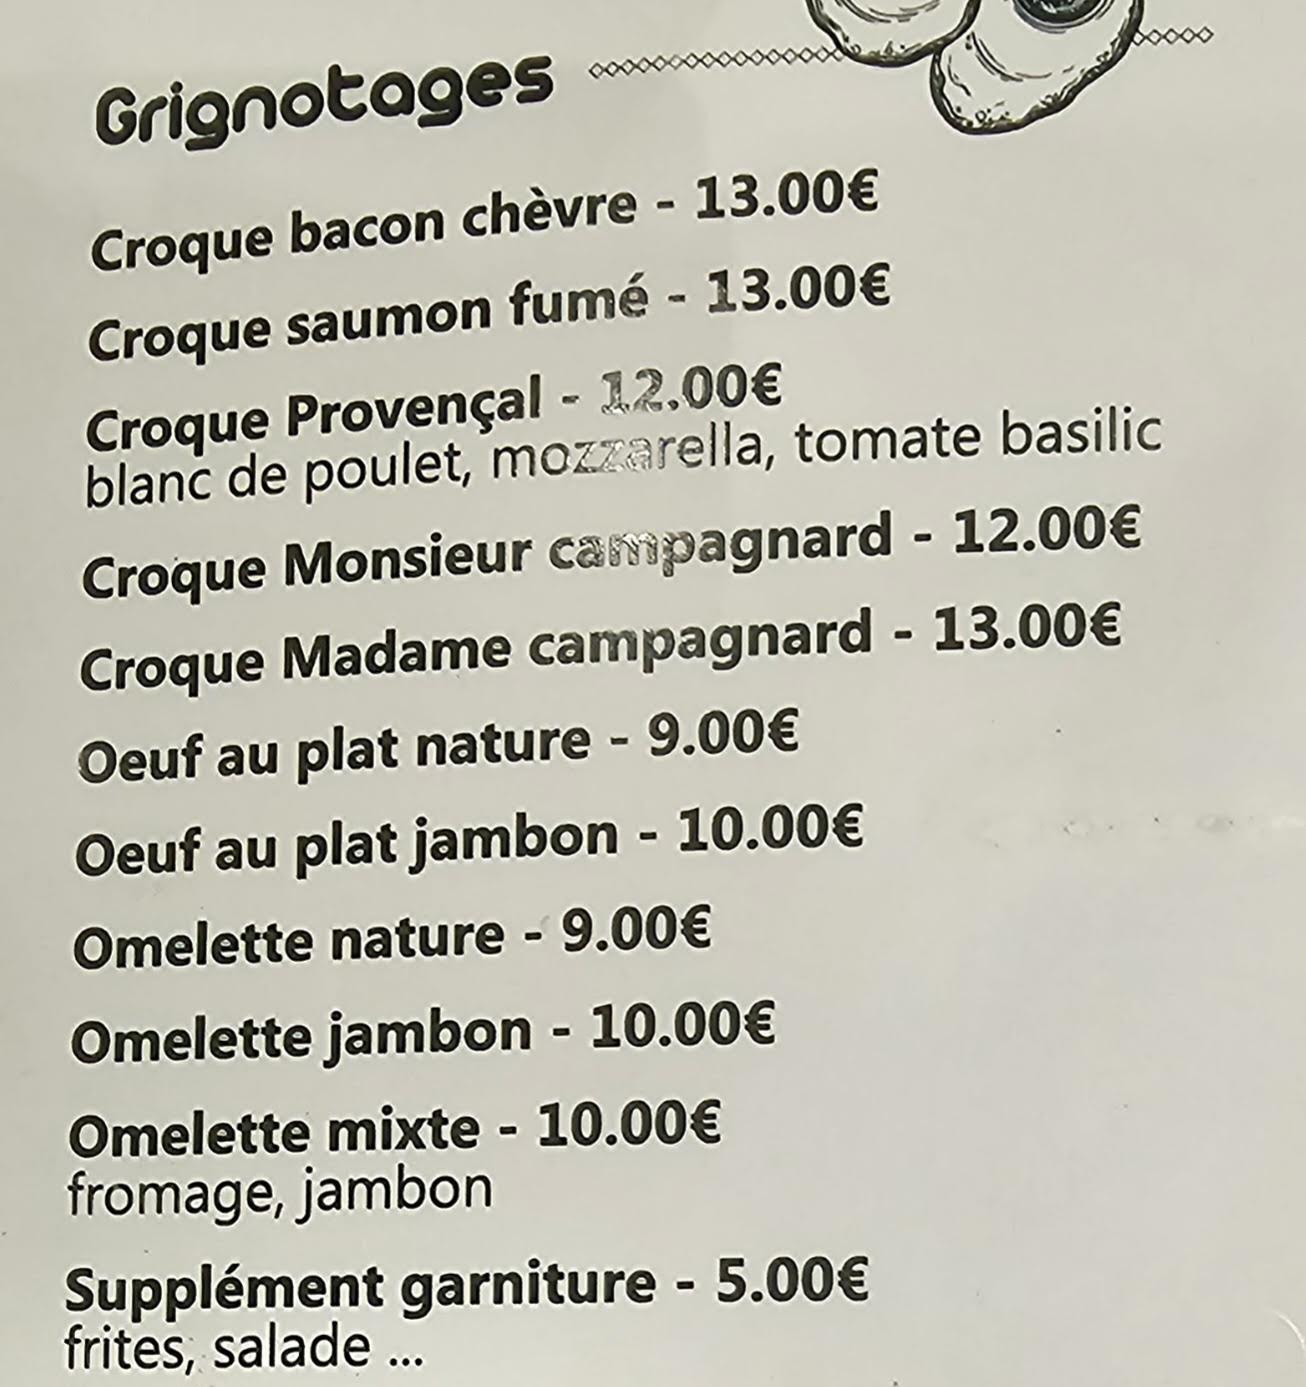 Grignotages
Croque bacon chèvre - 13.00€
Croque saumon fumé - 13.00€
Croque Provençal - 12.00€
blanc de poulet, mozzarella, tomate basilic
Croque Monsieur campagnard - 12.00€
Croque Madame campagnard - 13.00€
Oeuf au plat nature - 9.00€
Oeuf au plat jambon - 10.00€
Omelette nature - 9.00€
Omelette jambon - 10.00€
Omelette mixte - 10.00€
fromage, jambon
Supplément garniture - 5.00€
frites, salade ...